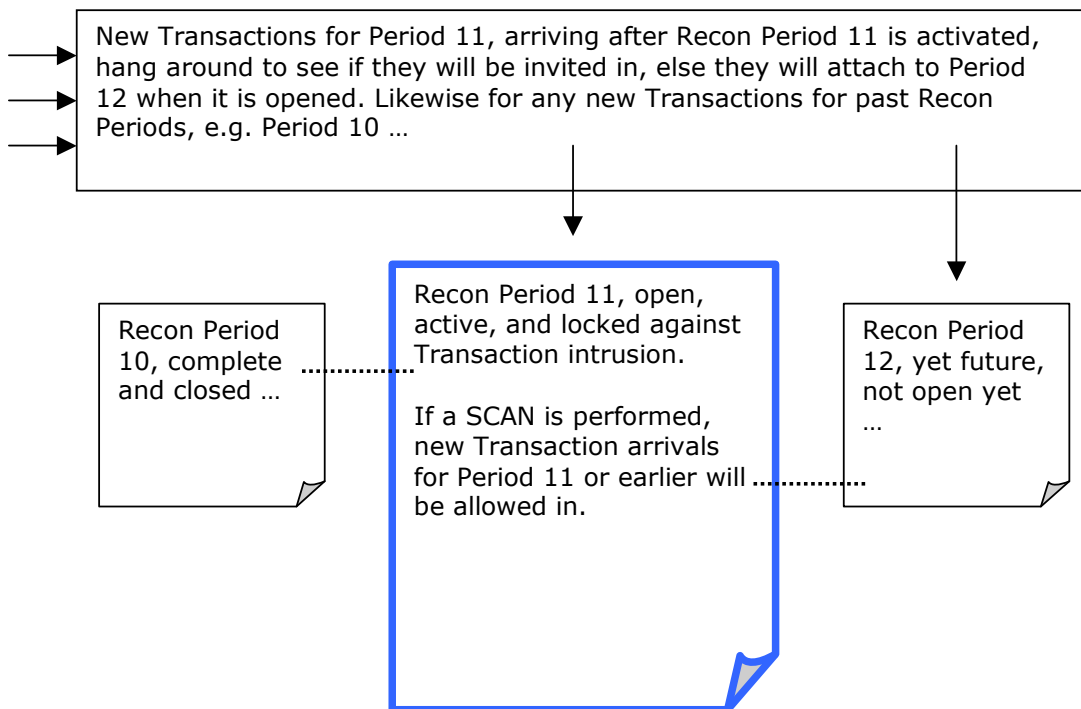 New Transactions for Period 11, arriving after Recon Period 11 is activated,
hang around to see if they will be invited in, else they will attach to Period
12 when it is opened. Likewise for any new Transactions for past Recon
Periods, e.g. Period 10 …
Recon Period
10, complete
and closed …
Recon Period 11, open,
active, and locked against
Transaction intrusion.
If a SCAN is performed,
new Transaction arrivals
for Period 11 or earlier will
be allowed in.
Recon Period
12, yet future,
not open yet
…